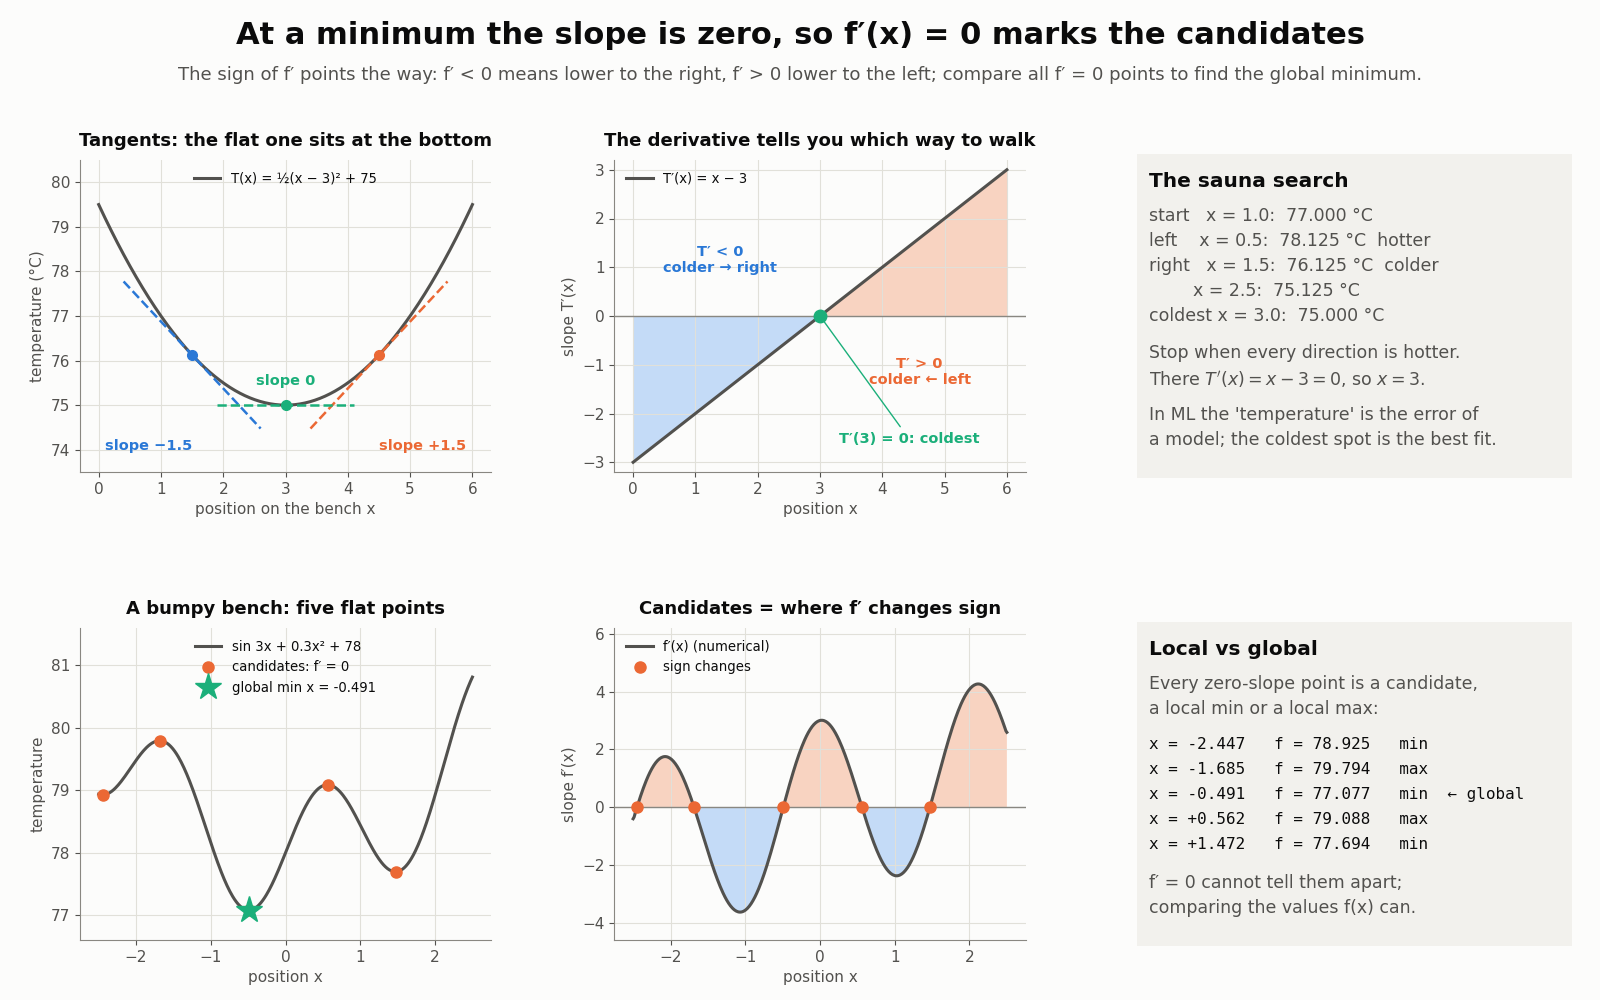 At a minimum the slope is zero, so f′(x) = 0 marks the candidates
The sign of f′ points the way: f′ < 0 means lower to the right, f′ > 0 lower to the left; compare all f′ = 0 points to find the global minimum.
Tangents: the flat one sits at the bottom
T(x) = ½(x − 3)² + 75
80
79
78
77
76
75
74
temperature (°C)
slope 0
slope −1.5
slope +1.5
0 1 2 3 4 5 6
position on the bench x
The derivative tells you which way to walk
T′(x) = x − 3
3
2
1
0
−1
−2
−3
slope T′(x)
T′ < 0
colder → right
T′ > 0
colder ← left
T′(3) = 0: coldest
0 1 2 3 4 5 6
position x
The sauna search
start x = 1.0: 77.000 °C
left x = 0.5: 78.125 °C hotter
right x = 1.5: 76.125 °C colder
x = 2.5: 75.125 °C
coldest x = 3.0: 75.000 °C
Stop when every direction is hotter.
There T′(x) = x − 3 = 0, so x = 3.
In ML the 'temperature' is the error of
a model; the coldest spot is the best fit.
A bumpy bench: five flat points
sin 3x + 0.3x² + 78
candidates: f′ = 0
global min x = -0.491
81
80
79
78
77
temperature
−2 −1 0 1 2
position x
Candidates = where f′ changes sign
f′(x) (numerical)
sign changes
6
4
2
0
−2
−4
slope f′(x)
−2 −1 0 1 2
position x
Local vs global
Every zero-slope point is a candidate,
a local min or a local max:
x = -2.447 f = 78.925 min
x = -1.685 f = 79.794 max
x = -0.491 f = 77.077 min ← global
x = +0.562 f = 79.088 max
x = +1.472 f = 77.694 min
f′ = 0 cannot tell them apart;
comparing the values f(x) can.